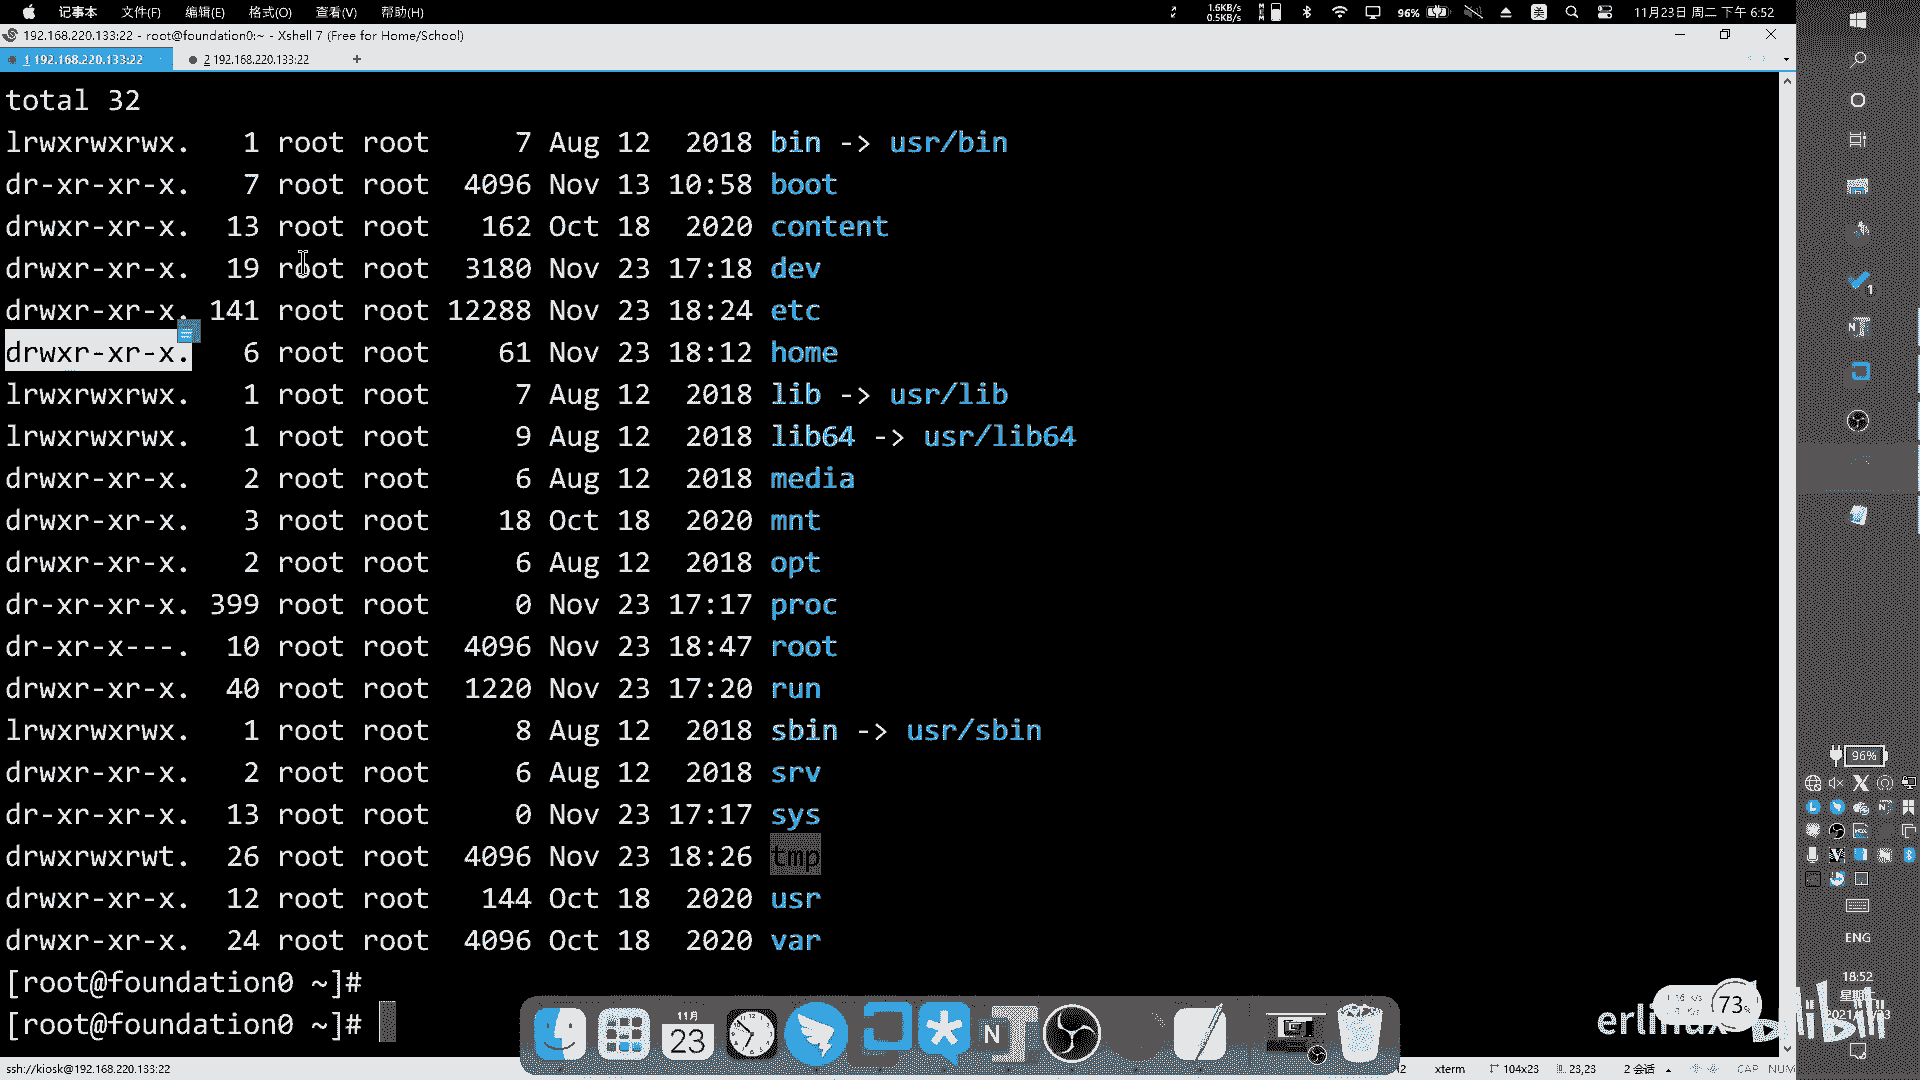 记事本 文件(F) 编辑(E) 格式(O) 查看(V) 帮助(H) 1.6KB/s 0.5KB/s 96% 美 11月23日 周二 下午 6:52
192.168.220.133:22 - root@foundation0:~ - Xshell 7 (Free for Home/School)
1 192.168.220.133:22 2 192.168.220.133:22 +
total 32
lrwxrwxrwx. 1 root root 7 Aug 12 2018 bin -> usr/bin
dr-xr-xr-x. 7 root root 4096 Nov 13 10:58 boot
drwxr-xr-x. 13 root root 162 Oct 18 2020 content
drwxr-xr-x. 19 root root 3180 Nov 23 17:18 dev
drwxr-xr-x. 141 root root 12288 Nov 23 18:24 etc
drwxr-xr-x. 6 root root 61 Nov 23 18:12 home
lrwxrwxrwx. 1 root root 7 Aug 12 2018 lib -> usr/lib
lrwxrwxrwx. 1 root root 9 Aug 12 2018 lib64 -> usr/lib64
drwxr-xr-x. 2 root root 6 Aug 12 2018 media
drwxr-xr-x. 3 root root 18 Oct 18 2020 mnt
drwxr-xr-x. 2 root root 6 Aug 12 2018 opt
dr-xr-xr-x. 399 root root 0 Nov 23 17:17 proc
dr-xr-x---. 10 root root 4096 Nov 23 18:47 root
drwxr-xr-x. 40 root root 1220 Nov 23 17:20 run
lrwxrwxrwx. 1 root root 8 Aug 12 2018 sbin -> usr/sbin
drwxr-xr-x. 2 root root 6 Aug 12 2018 srv
dr-xr-xr-x. 13 root root 0 Nov 23 17:17 sys
drwxrwxrwt. 26 root root 4096 Nov 23 18:26 tmp
drwxr-xr-x. 12 root root 144 Oct 18 2020 usr
drwxr-xr-x. 24 root root 4096 Oct 18 2020 var
[root@foundation0 ~]#
[root@foundation0 ~]#
96%
ENG
18:52
11月
23
73
bilibili
ssh://kiosk@192.168.220.133:22 xterm 104x23 23,23 2 会话 CAP NUM